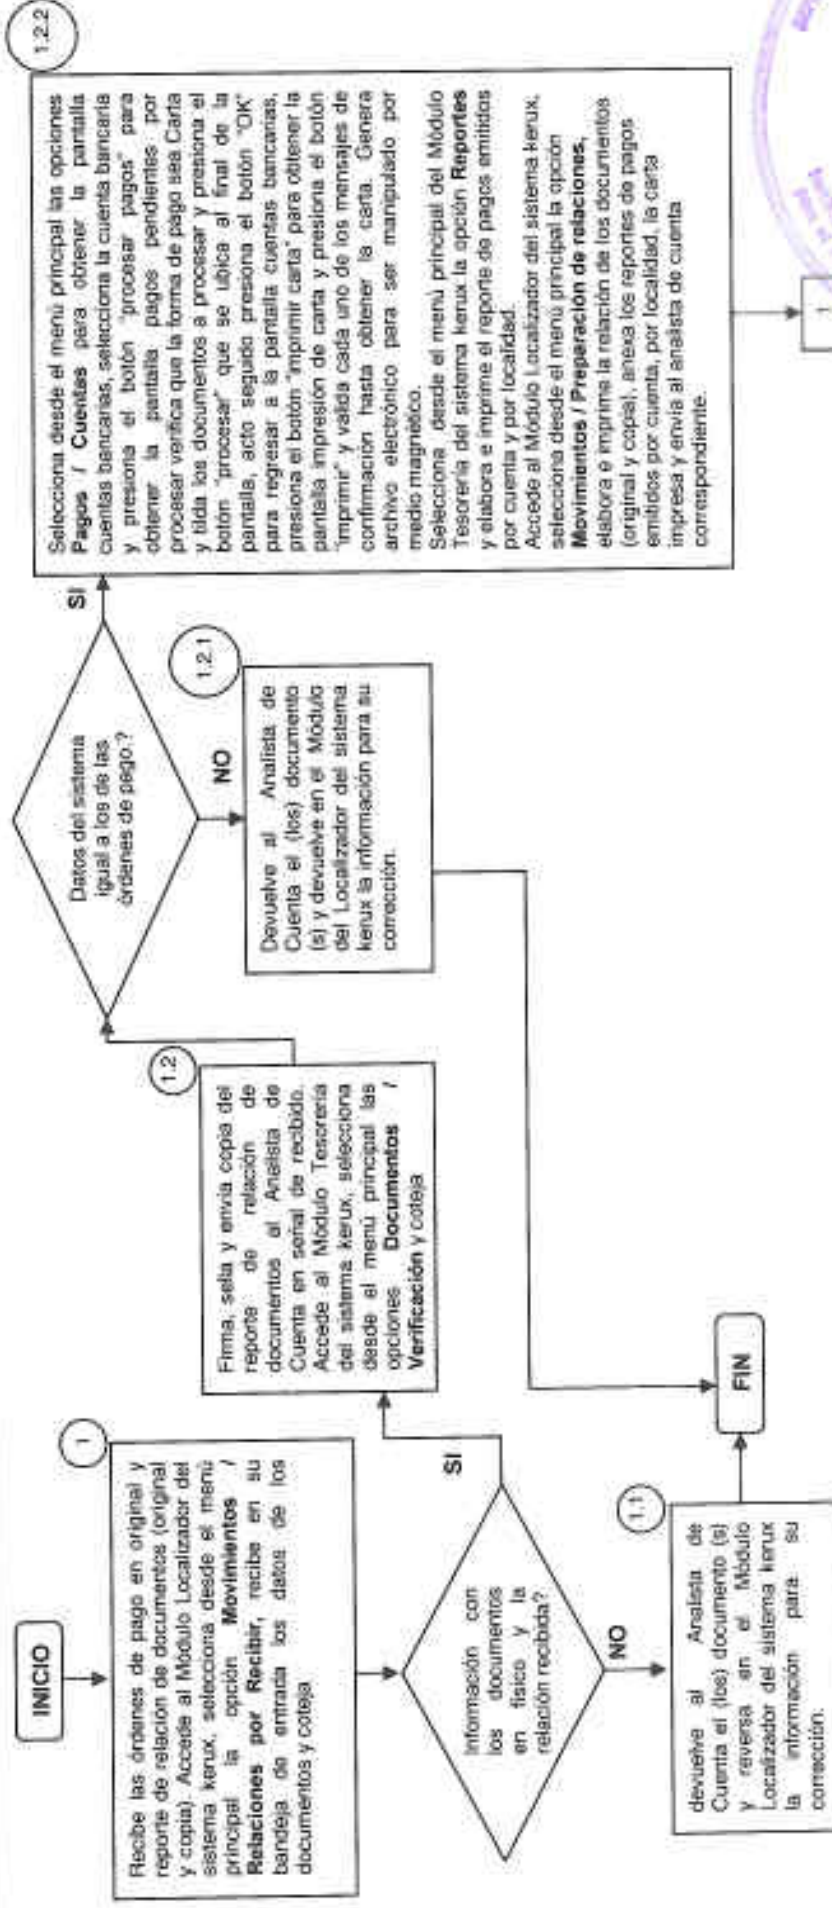 INICIO
1
Recibe las órdenes de pago en original y
reporte de relación de documentos (original
y copia). Accede al Módulo Localizador del
sistema kerux, selecciona desde el menú
principal la opción Movimientos /
Relaciones por Recibir, recibe en su
bandeja de entrada los datos de los
documentos y coteja
Información con
los documentos
en físico y la
relación recibida?
SI
NO
1.1
devuelve al Analista de
Cuenta el (los) documento (s)
y reversa en el Módulo
Localizador del sistema kerux
la información para su
corrección.
FIN
1.2
Firma, sella y envía copia del
reporte de relación de
documentos al Analista de
Cuenta en señal de recibido.
Accede al Módulo Tesorería
del sistema kerux, selecciona
desde el menú principal las
opciones Documentos /
Verificación y coteja
Datos del sistema
igual a los de las
órdenes de pago.?
SI
NO
1.2.1
Devuelve al Analista de
Cuenta el (los) documento
(s) y devuelve en el Módulo
del Localizador del sistema
kerux la información para su
corrección.
1.2.2
Selecciona desde el menú principal las opciones
Pagos / Cuentas para obtener la pantalla
cuentas bancarias, selecciona la cuenta bancaria
y presiona el botón "procesar pagos" para
obtener la pantalla pagos pendientes por
procesar verifica que la forma de pago sea Carta
y tilda los documentos a procesar y presiona el
botón "procesar" que se ubica al final de la
pantalla, acto seguido presiona el botón "OK"
para regresar a la pantalla cuentas bancarias,
presiona el botón "imprimir carta" para obtener la
pantalla impresión de carta y presiona el botón
"imprimir" y valida cada uno de los mensajes de
confirmación hasta obtener la carta. Genera
archivo electrónico para ser manipulado por
medio magnético.
Selecciona desde el menú principal del Módulo
Tesorería del sistema kerux la opción Reportes
y elabora e imprime el reporte de pagos emitidos
por cuenta y por localidad.
Accede al Módulo Localizador del sistema kerux,
selecciona desde el menú principal la opción
Movimientos / Preparación de relaciones,
elabora e imprime la relación de los documentos
(original y copia), anexa los reportes de pagos
emitidos por cuenta, por localidad, la carta
impresa y envía al analista de cuenta
correspondiente.
1